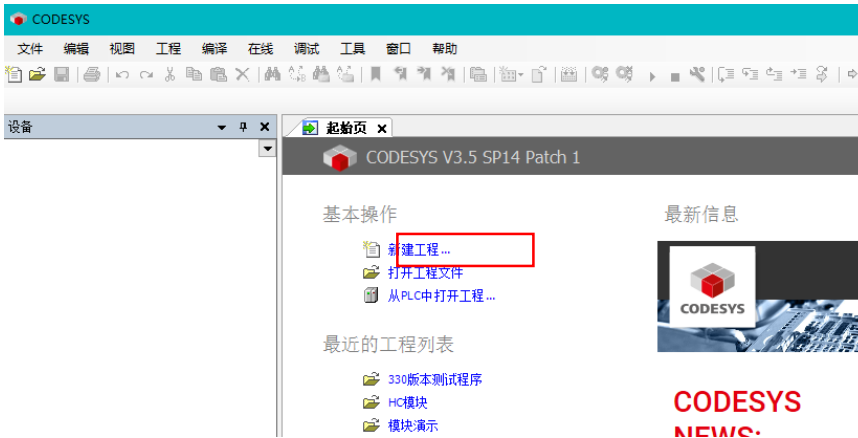 CODESYS
文件 编辑 视图 工程 编译 在线 调试 工具 窗口 帮助
设备
起始页
CODESYS V3.5 SP14 Patch 1
基本操作
最新信息
新建工程...
打开工程文件
从PLC中打开工程...
CODESYS
最近的工程列表
330版本测试程序
HC模块
模块演示
CODESYS
NEWS: